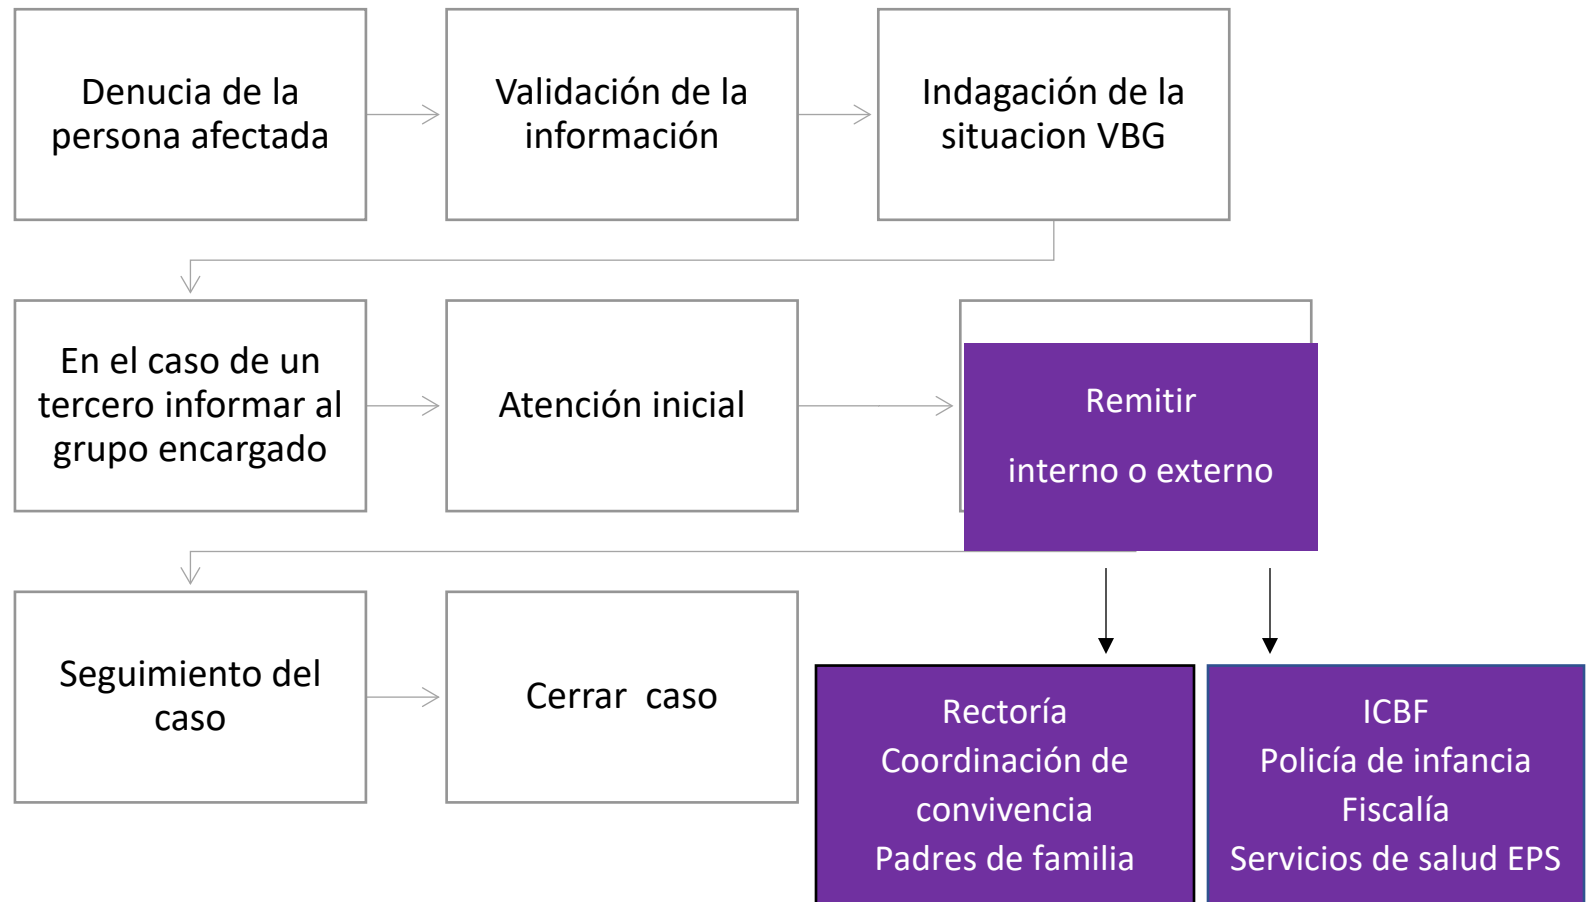 Denucia de la
persona afectada
Validación de la
información
Indagación de la
situacion VBG
En el caso de un
tercero informar al
grupo encargado
Atención inicial
Remitir
interno o externo
Seguimiento del
caso
Cerrar  caso
Rectoría
Coordinación de
convivencia
Padres de familia
ICBF
Policía de infancia
Fiscalía
Servicios de salud EPS